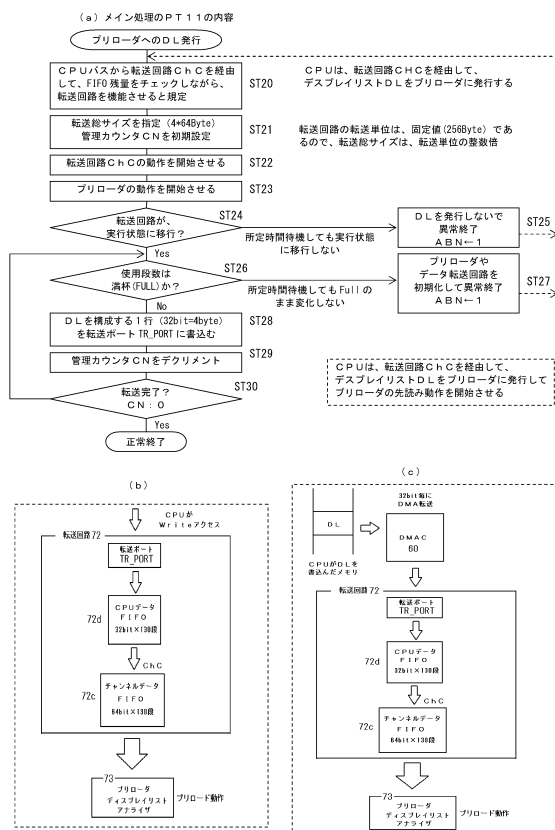 (a) メイン処理のPT11の内容
プリローダへのDL発行
CPUバスから転送回路ChCを経由
して、FIFO残量をチェックしながら、
転送回路を機能させると規定
ST20
CPUは、転送回路CHCを経由して、
デスプレイリストDLをプリローダに発行する
転送総サイズを指定(4*64Byte)
管理カウンタCNを初期設定
ST21
転送回路の転送単位は、固定値(256Byte)であ
るので、転送総サイズは、転送単位の整数倍
転送回路ChCの動作を開始させる
ST22
プリローダの動作を開始させる
ST23
転送回路が、
実行状態に移行?
ST24
所定時間待機しても実行状態
に移行しない
DLを発行しないで
異常終了
ABN←1
ST25
Yes
使用段数は
満杯(FULL)か?
ST26
所定時間待機してもFullの
まま変化しない
プリローダや
データ転送回路を
初期化して異常終了
ABN←1
ST27
No
DLを構成する1行(32bit=4byte)
を転送ポートTR_PORTに書込む
ST28
管理カウンタCNをデクリメント
ST29
転送完了?
CN:0
ST30
Yes
正常終了
CPUは、転送回路ChCを経由して、
デスプレイリストDLをプリローダに発行して
プリローダの先読み動作を開始させる
(b)
CPUが
Writeアクセス
転送回路72
転送ポート
TR_PORT
72d
CPUデータ
FIFO
32bit×130段
ChC
72c
チャンネルデータ
FIFO
64bit×130段
73
プリローダ
ディスプレイリスト
アナライザ
プリロード動作
(c)
32bit毎に
DMA転送
DL
DMAC
60
CPUがDLを
書込んだメモリ
転送回路72
転送ポート
TR_PORT
72d
CPUデータ
FIFO
32bit×130段
ChC
72c
チャンネルデータ
FIFO
64bit×130段
73
プリローダ
ディスプレイリスト
アナライザ
プリロード動作